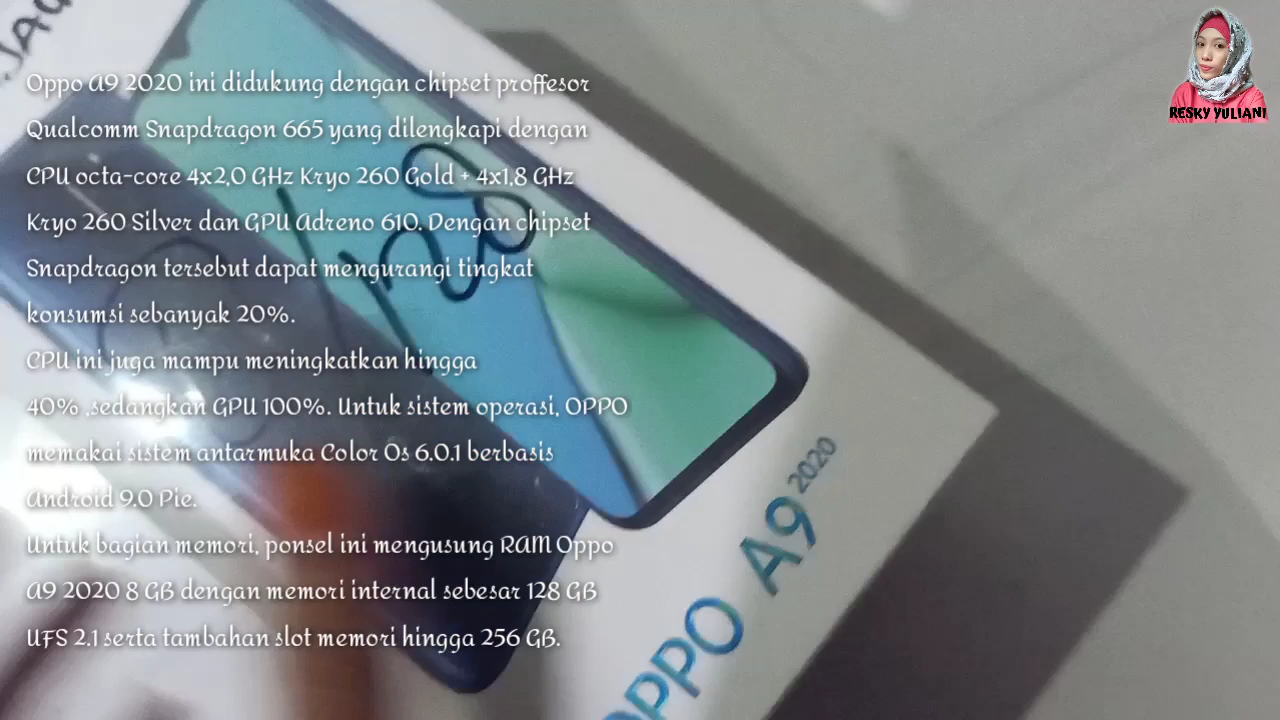 Oppo A9 2020 ini didukung dengan chipset proffesor
Qualcomm Snapdragon 665 yang dilengkapi dengan
CPU octa-core 4x2,0 GHz Kryo 260 Gold + 4x1,8 GHz
Kryo 260 Silver dan GPU Adreno 610. Dengan chipset
Snapdragon tersebut dapat mengurangi tingkat
konsumsi sebanyak 20%.
CPU ini juga mampu meningkatkan hingga
40% ,sedangkan GPU 100%. Untuk sistem operasi, OPPO
memakai sistem antarmuka Color Os 6.0.1 berbasis
Android 9.0 Pie.
Untuk bagian memori, ponsel ini mengusung RAM Oppo
A9 2020 8 GB dengan memori internal sebesar 128 GB
UFS 2.1 serta tambahan slot memori hingga 256 GB.
RESKY YULIANI
OPPO A9 2020
8/128